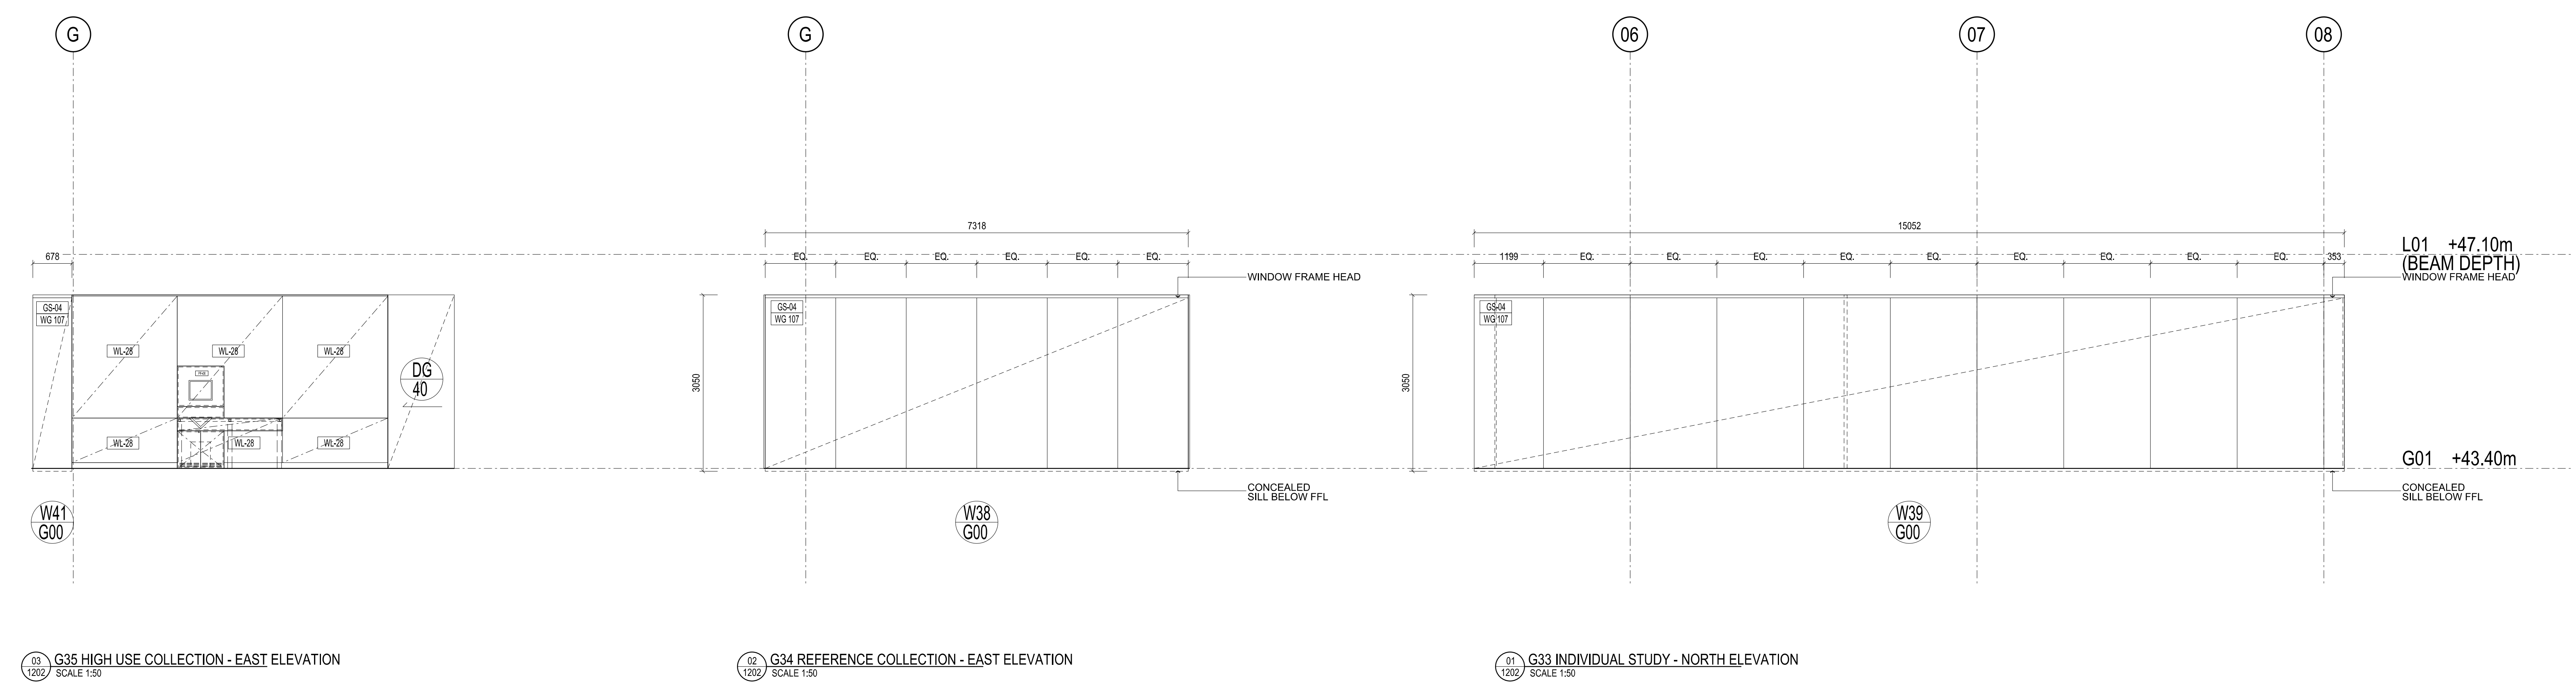 G
G
06
07
08
7318
15052
L01 +47.10m
(BEAM DEPTH)
WINDOW FRAME HEAD
678
EQ.
EQ.
EQ.
EQ.
EQ.
EQ.
1199
EQ.
EQ.
EQ.
EQ.
EQ.
EQ.
EQ.
EQ.
EQ.
353
WINDOW FRAME HEAD
GS-04
WG 107
GS-04
WG 107
GS-04
WG 107
WL-28
WL-28
WL-28
DG
40
3050
3050
WL-28
WL-28
WL-28
G01 +43.40m
CONCEALED
SILL BELOW FFL
CONCEALED
SILL BELOW FFL
W41
G00
W38
G00
W39
G00
03
1202
G35 HIGH USE COLLECTION - EAST ELEVATION
SCALE 1:50
02
1202
G34 REFERENCE COLLECTION - EAST ELEVATION
SCALE 1:50
01
1202
G33 INDIVIDUAL STUDY - NORTH ELEVATION
SCALE 1:50